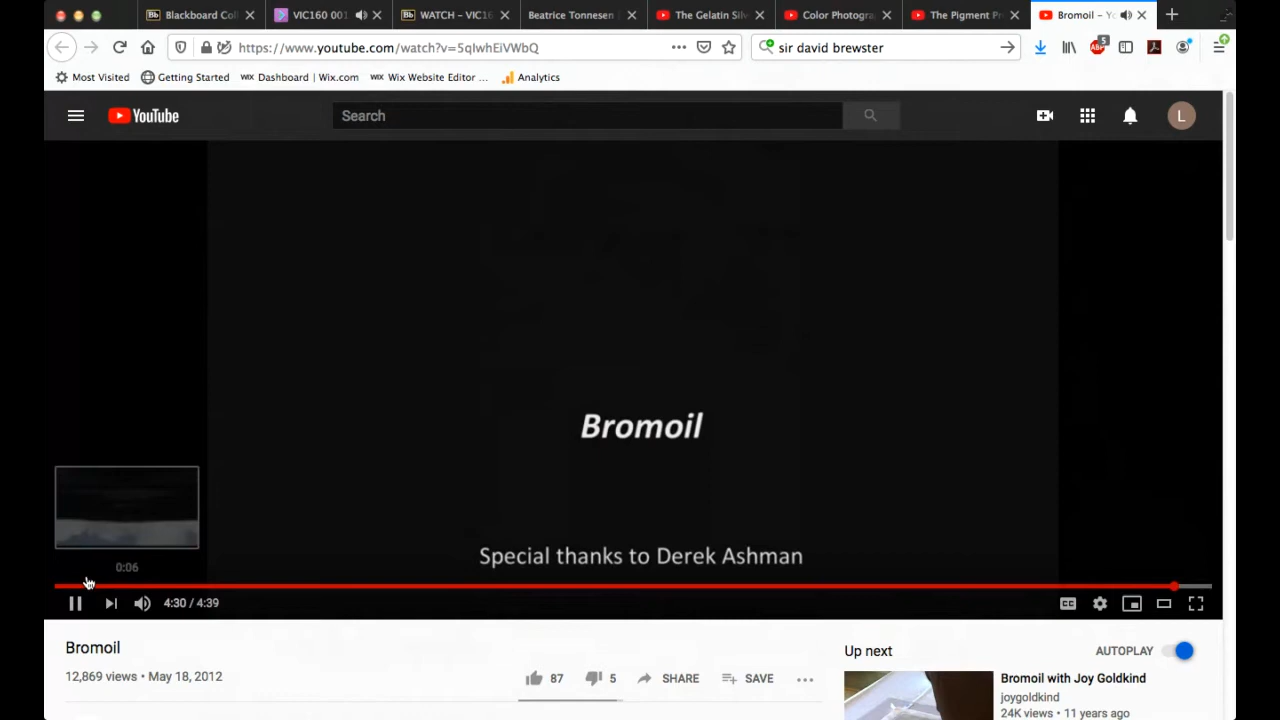 Blackboard Col
VIC160 001
WATCH – VIC16
Beatrice Tonnesen
The Gelatin Silv
Color Photogra
The Pigment Pr
Bromoil – Yo
https://www.youtube.com/watch?v=5qIwhEiVWbQ
sir david brewster
5
Most Visited
Getting Started
WIX Dashboard | Wix.com
WIX Wix Website Editor ...
Analytics
YouTube
Search
L
Bromoil
Special thanks to Derek Ashman
0:06
4:30 / 4:39
CC
Bromoil
12,869 views • May 18, 2012
87
5
SHARE
SAVE
Up next
AUTOPLAY
Bromoil with Joy Goldkind
joygoldkind
24K views • 11 years ago